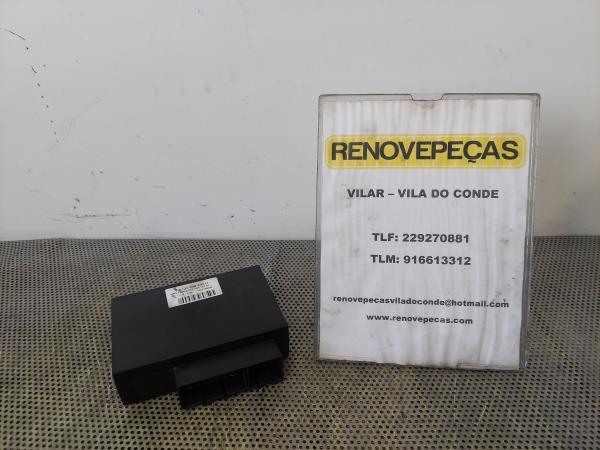 RENOVEPEÇAS
VILAR – VILA DO CONDE
TLF: 229270881
TLM: 916613312
renovepecasviladoconde@hotmail.com
www.renovepecas.com